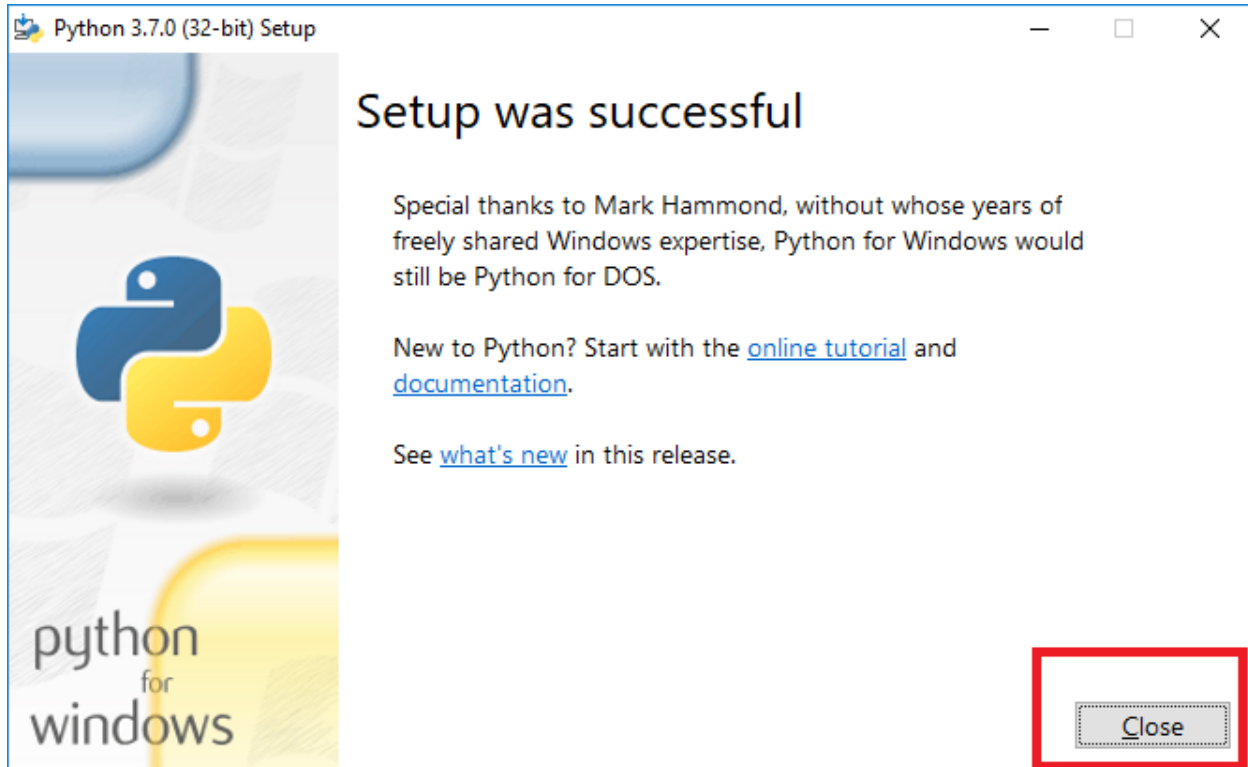 Python 3.7.0 (32-bit) Setup
Setup was successful
Special thanks to Mark Hammond, without whose years of
freely shared Windows expertise, Python for Windows would
still be Python for DOS.
New to Python? Start with the online tutorial and
documentation.
See what's new in this release.
python
for
windows
Close